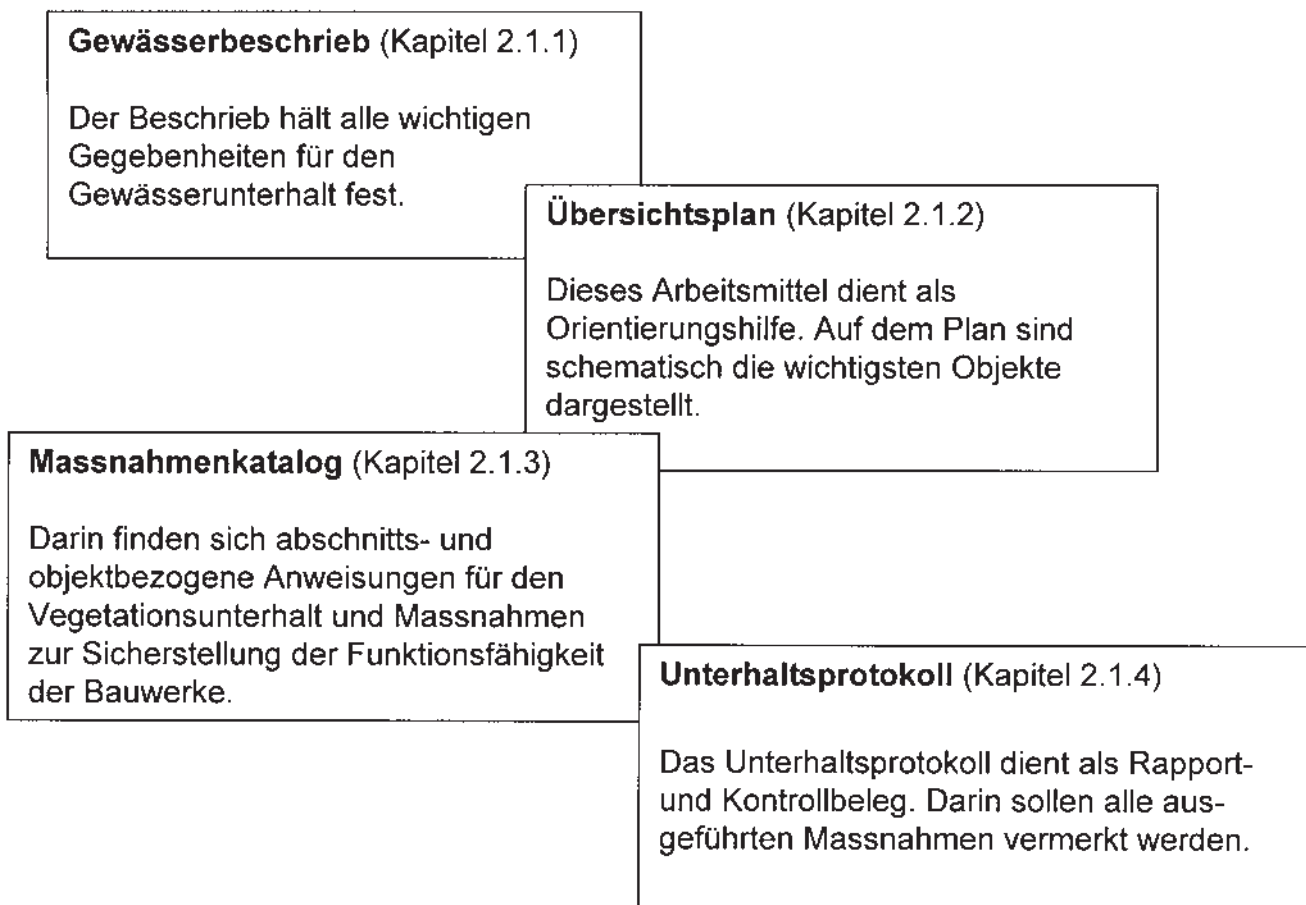 Gewässerbeschrieb (Kapitel 2.1.1)
Der Beschrieb hält alle wichtigen
Gegebenheiten für den
Gewässerunterhalt fest.
Übersichtsplan (Kapitel 2.1.2)
Dieses Arbeitsmittel dient als
Orientierungshilfe. Auf dem Plan sind
schematisch die wichtigsten Objekte
dargestellt.
Massnahmenkatalog (Kapitel 2.1.3)
Darin finden sich abschnitts- und
objektbezogene Anweisungen für den
Vegetationsunterhalt und Massnahmen
zur Sicherstellung der Funktionsfähigkeit
der Bauwerke.
Unterhaltsprotokoll (Kapitel 2.1.4)
Das Unterhaltsprotokoll dient als Rapport-
und Kontrollbeleg. Darin sollen alle aus-
geführten Massnahmen vermerkt werden.